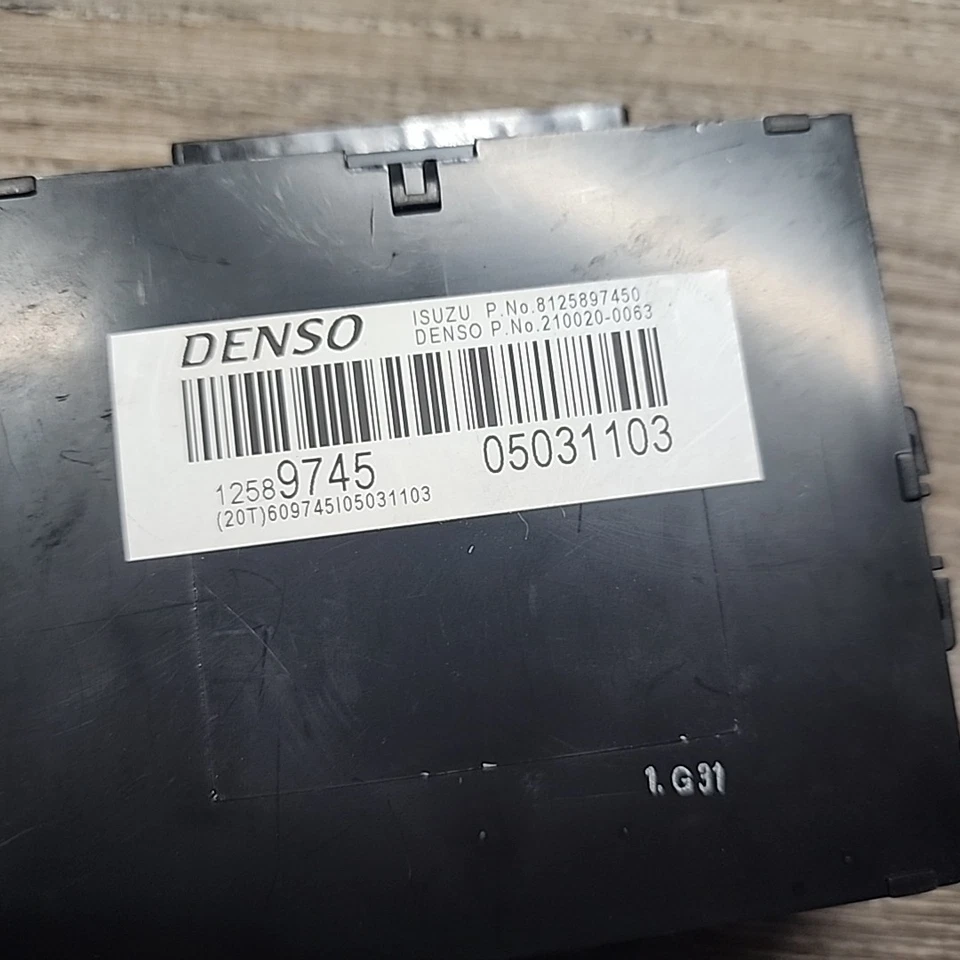 DENSO
ISUZU P.No.8125897450
DENSO P.No.210020-0063
12589745 05031103
(20T)609745I05031103
1.G31